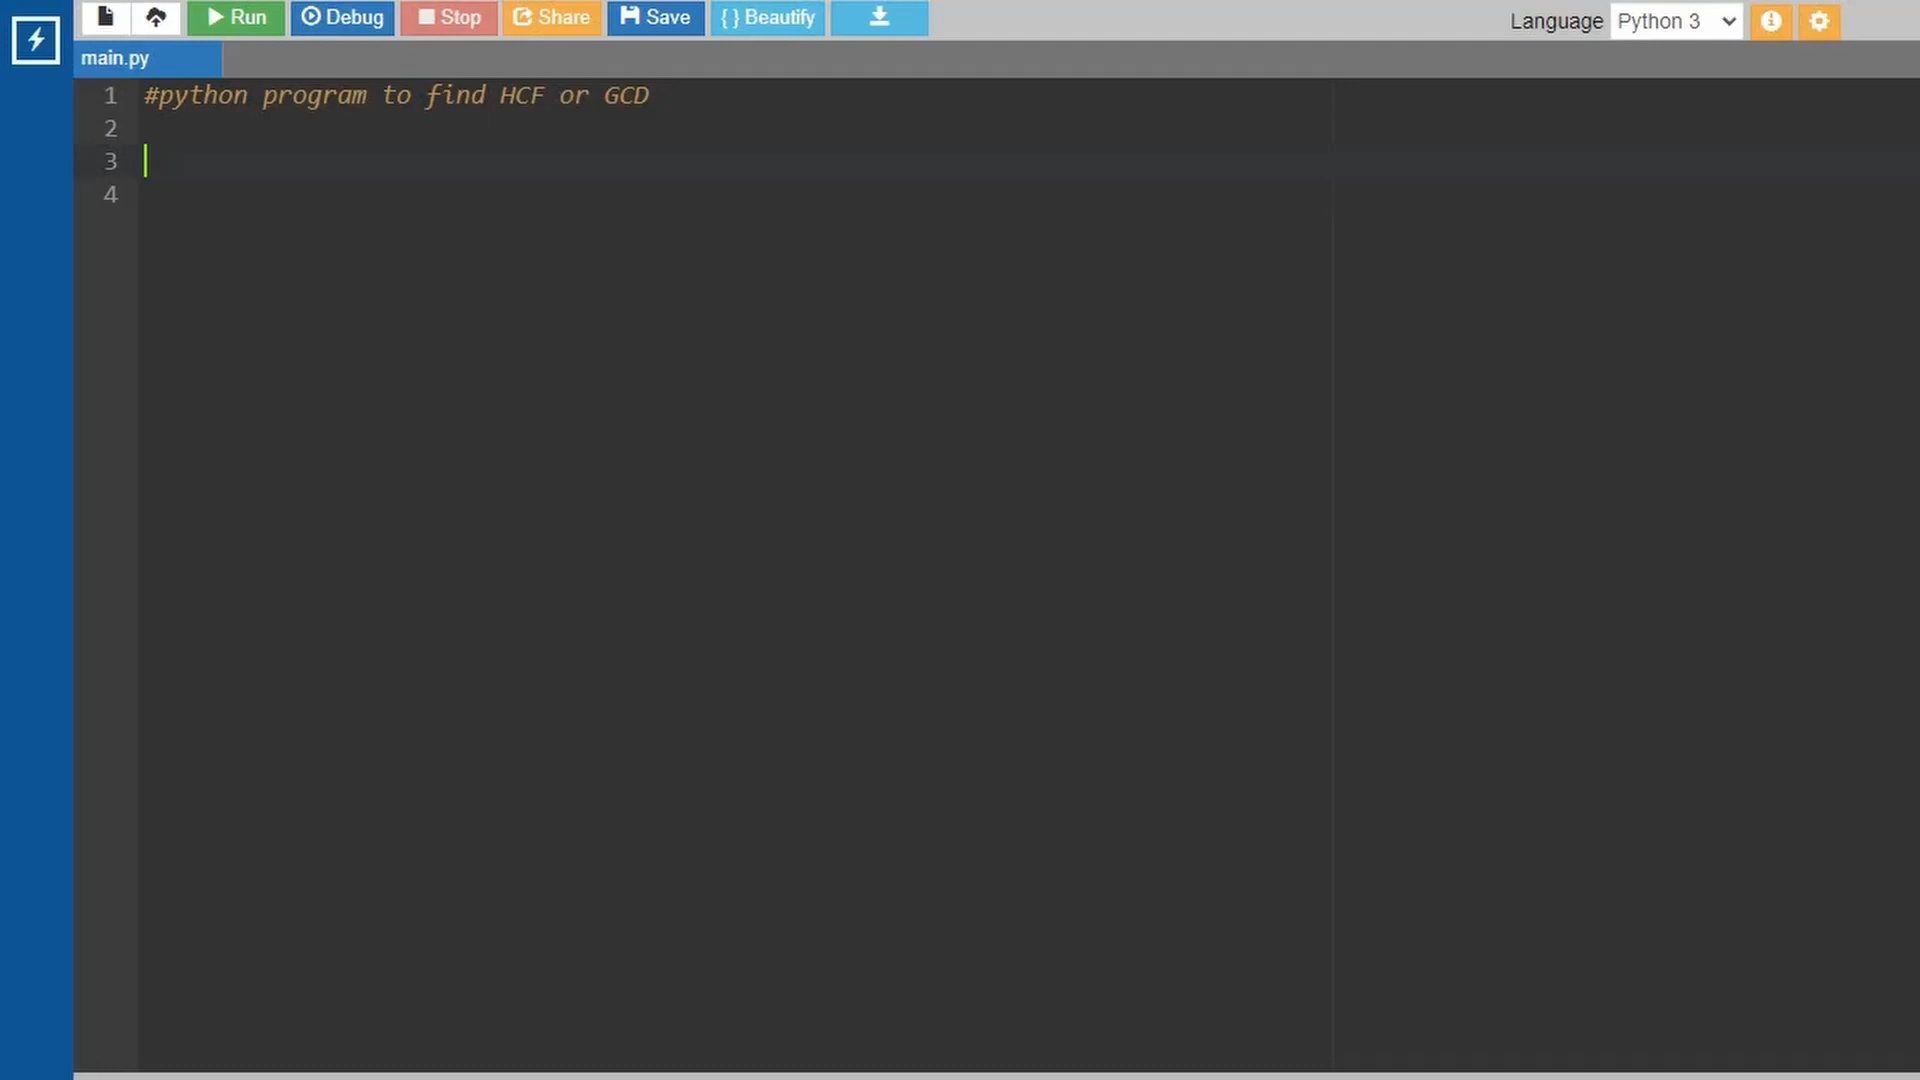 Run Debug Stop Share Save { } Beautify Language Python 3
main.py
1 #python program to find HCF or GCD
2
3
4